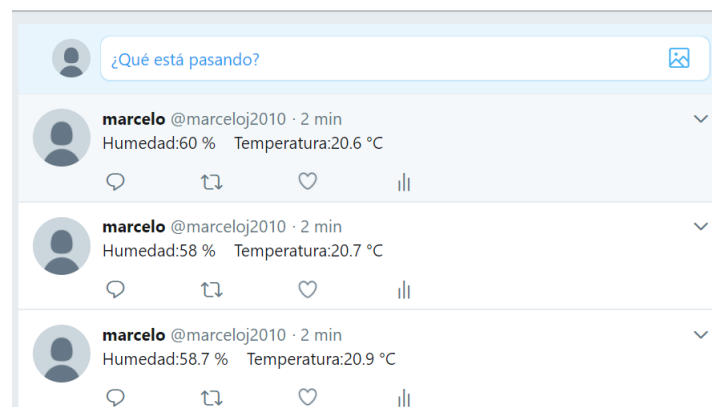 ¿Qué está pasando?
marcelo @marceloj2010 · 2 min
Humedad:60 % Temperatura:20.6 °C
marcelo @marceloj2010 · 2 min
Humedad:58 % Temperatura:20.7 °C
marcelo @marceloj2010 · 2 min
Humedad:58.7 % Temperatura:20.9 °C